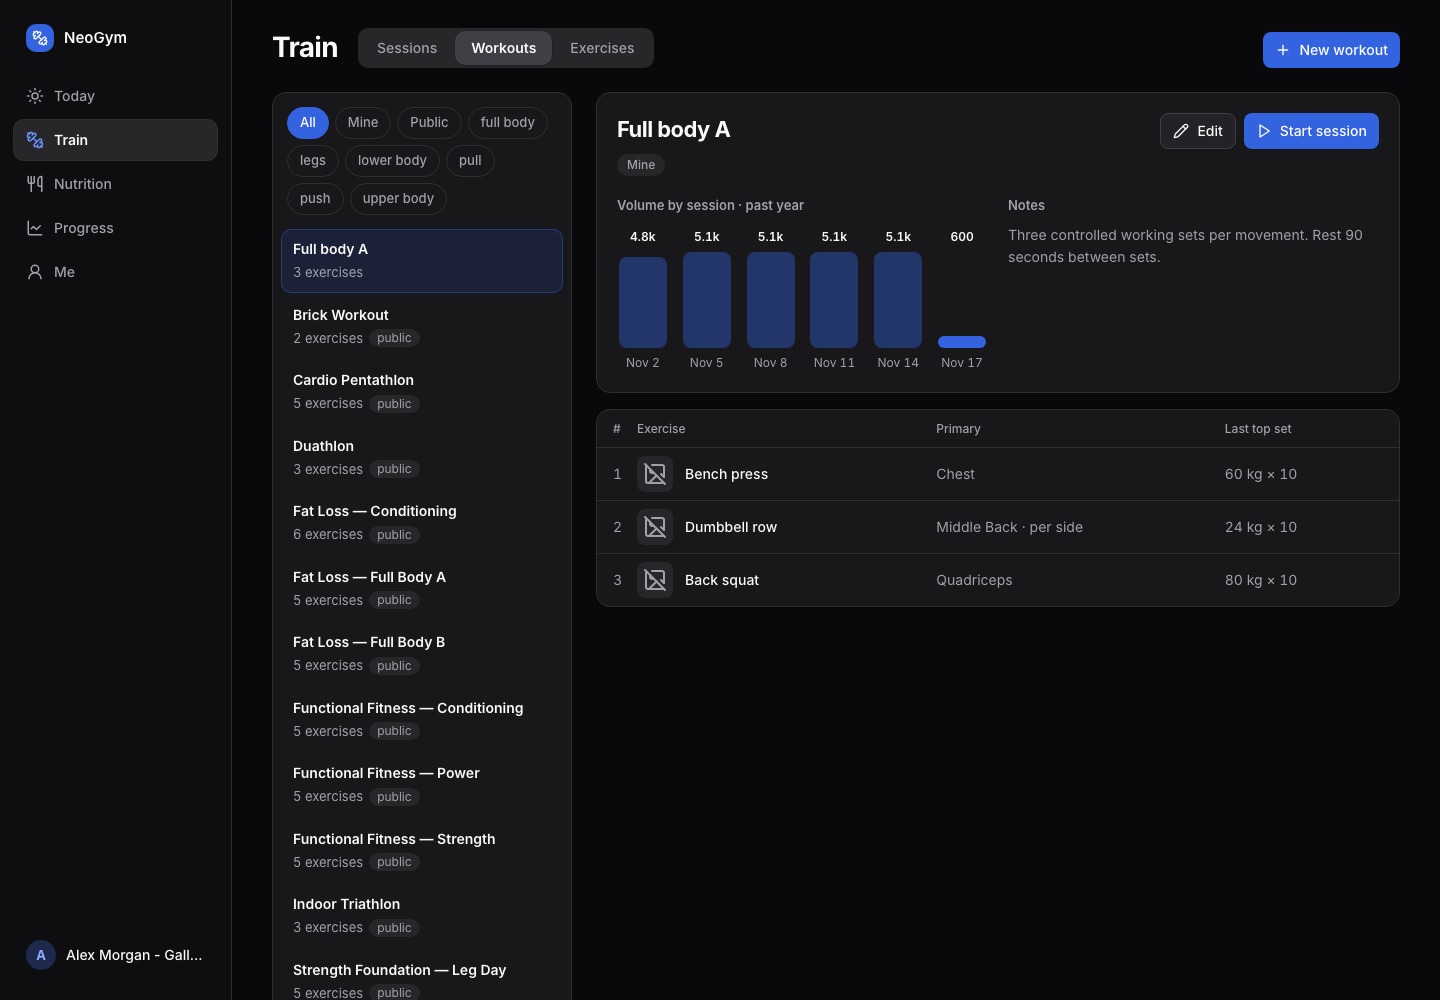 NeoGym
Today
Train
Nutrition
Progress
Me
A
Alex Morgan - Gall...
Train
Sessions
Workouts
Exercises
New workout
All
Mine
Public
full body
legs
lower body
pull
push
upper body
Full body A
3 exercises
Brick Workout
2 exercises public
Cardio Pentathlon
5 exercises public
Duathlon
3 exercises public
Fat Loss — Conditioning
6 exercises public
Fat Loss — Full Body A
5 exercises public
Fat Loss — Full Body B
5 exercises public
Functional Fitness — Conditioning
5 exercises public
Functional Fitness — Power
5 exercises public
Functional Fitness — Strength
5 exercises public
Indoor Triathlon
3 exercises public
Strength Foundation — Leg Day
5 exercises public
Full body A
Edit
Start session
Mine
Volume by session · past year
4.8k 5.1k 5.1k 5.1k 5.1k 600
Nov 2 Nov 5 Nov 8 Nov 11 Nov 14 Nov 17
Notes
Three controlled working sets per movement. Rest 90
seconds between sets.
# Exercise Primary Last top set
1 Bench press Chest 60 kg × 10
2 Dumbbell row Middle Back · per side 24 kg × 10
3 Back squat Quadriceps 80 kg × 10